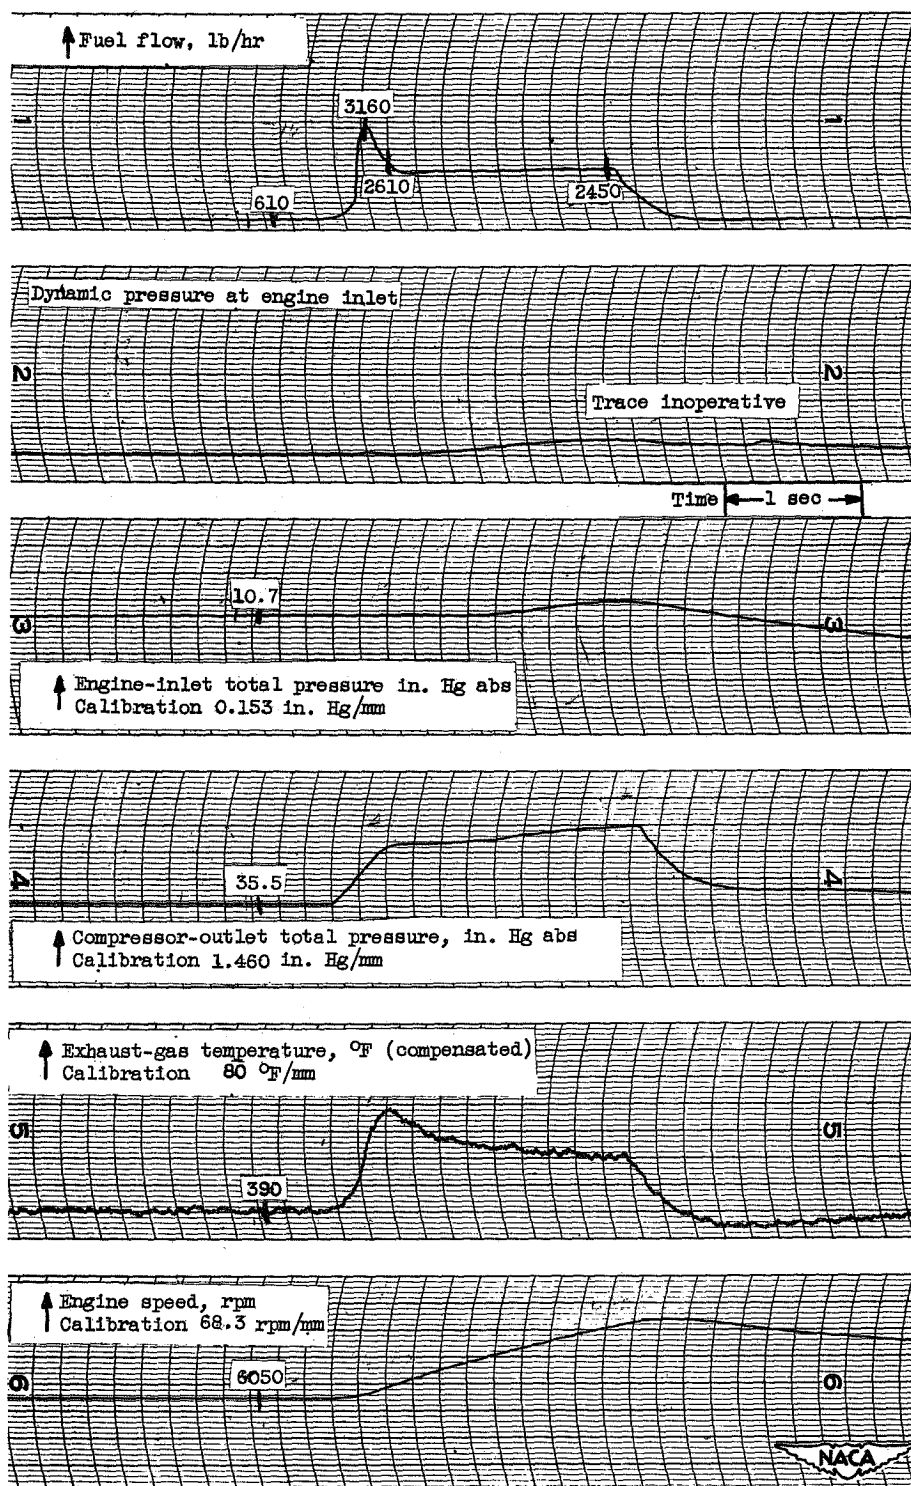 Fuel flow, lb/hr
3160
1
1
2610
2450
610
Dynamic pressure at engine inlet
2
2
Trace inoperative
Time 1 sec
10.7
3
3
Engine-inlet total pressure in. Hg abs
Calibration 0.153 in. Hg/mm
4
35.5
4
Compressor-outlet total pressure, in. Hg abs
Calibration 1.460 in. Hg/mm
Exhaust-gas temperature, °F (compensated)
Calibration 80 °F/mm
5
5
390
Engine speed, rpm
Calibration 68.3 rpm/mm
6050
6
6
NACA